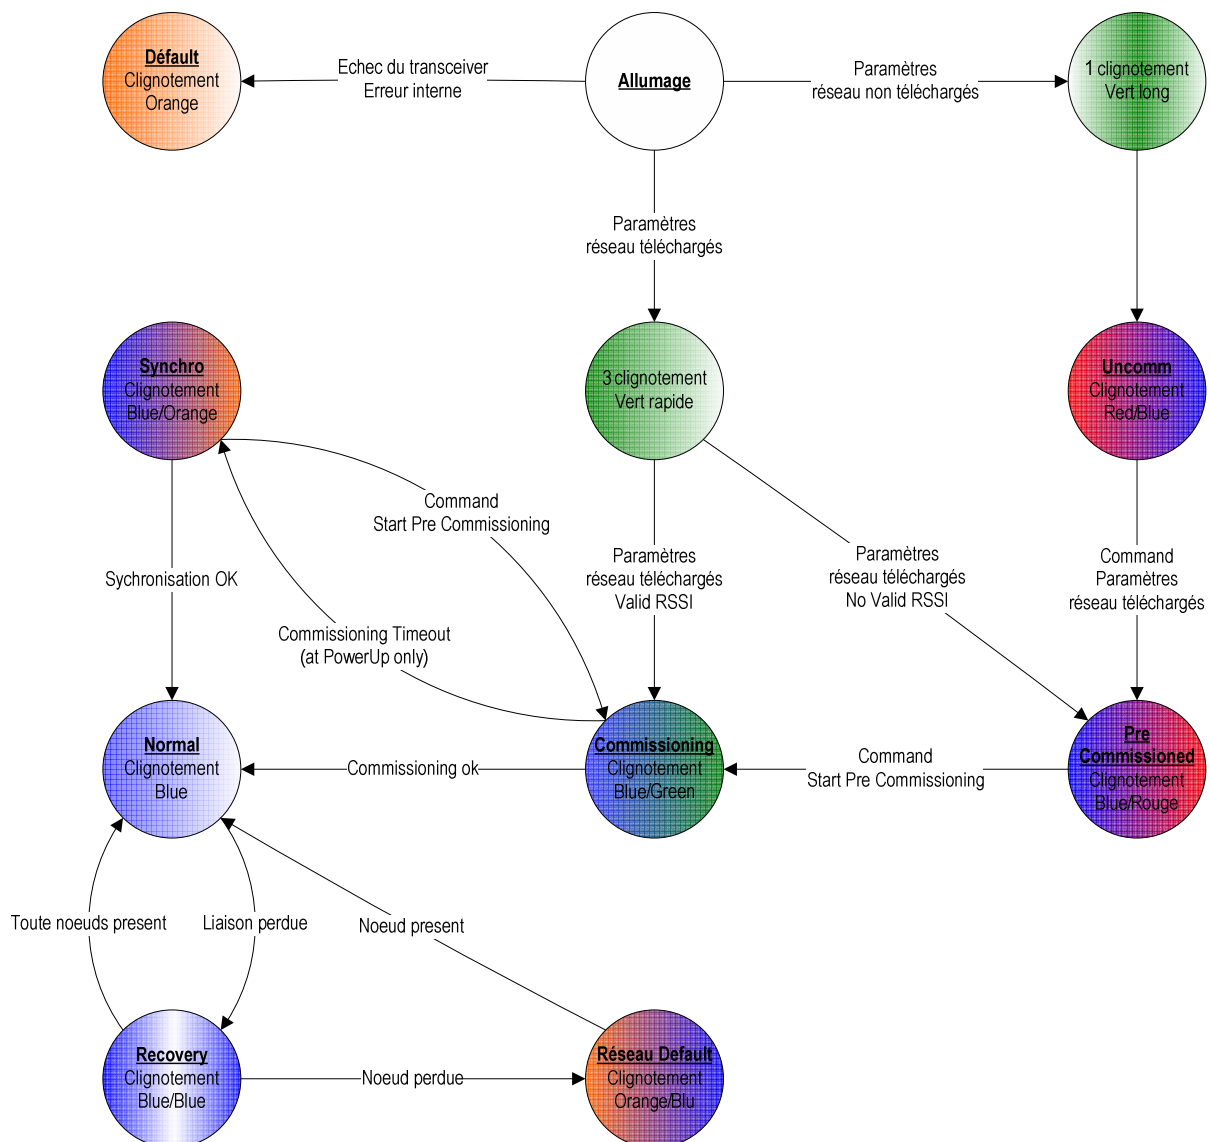 Défault
Clignotement
Orange
Echec du transceiver
Erreur interne
Allumage
Paramètres
réseau non téléchargés
1 clignotement
Vert long
Paramètres
réseau téléchargés
Synchro
Clignotement
Blue/Orange
3 clignotement
Vert rapide
Uncomm
Clignotement
Red/Blue
Command
Start Pre Commissioning
Sychronisation OK
Paramètres
réseau téléchargés
Valid RSSI
Paramètres
réseau téléchargés
No Valid RSSI
Command
Paramètres
réseau téléchargés
Commissioning Timeout
(at PowerUp only)
Normal
Clignotement
Blue
Commissioning ok
Commissioning
Clignotement
Blue/Green
Command
Start Pre Commissioning
Pre
Commissioned
Clignotement
Blue/Rouge
Toute noeuds present
Liaison perdue
Noeud present
Recovery
Clignotement
Blue/Blue
Noeud perdue
Réseau Default
Clignotement
Orange/Blu